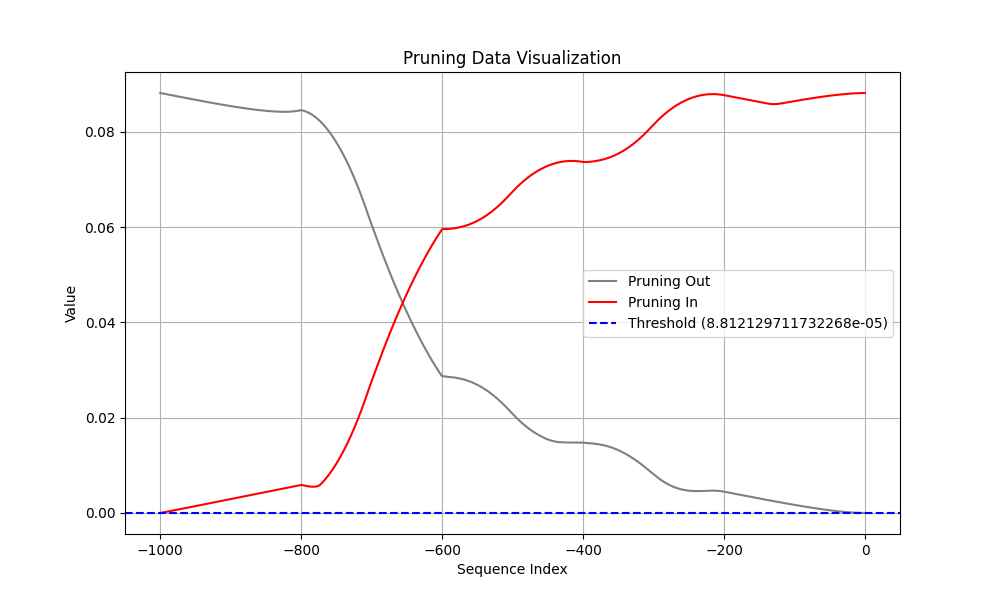 Pruning Data Visualization
Value
0.08
0.06
0.04
0.02
0.00
Pruning Out
Pruning In
Threshold (8.812129711732268e-05)
−1000
−800
−600
−400
−200
0
Sequence Index